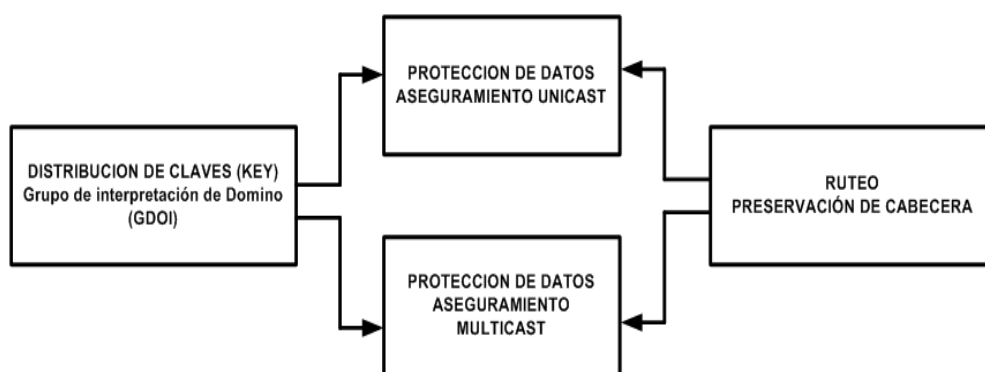 PROTECCION DE DATOS
ASEGURAMIENTO UNICAST
DISTRIBUCION DE CLAVES (KEY)
Grupo de interpretación de Domino
(GDOI)
RUTEO
PRESERVACIÓN DE CABECERA
PROTECCION DE DATOS
ASEGURAMIENTO
MULTICAST